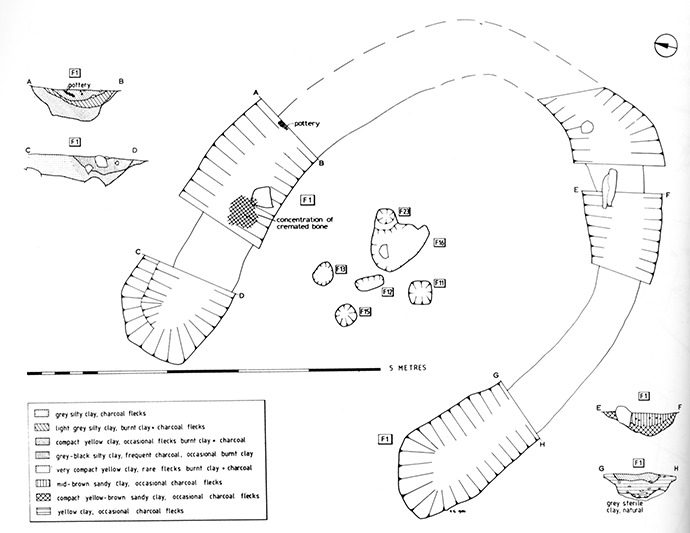 F1
pottery
A B
F1
C D
A
pottery
B
F1
concentration of
cremated bone
C
D
F23
F16
F13
F12
F11
F15
E F
5 METRES
G
F1
H
F1
E F
F1
G H
grey sterile
clay, natural
grey silty clay, charcoal flecks
light grey silty clay, burnt clay + charcoal flecks
compact yellow clay, occasional flecks burnt clay + charcoal
grey-black silty clay, frequent charcoal, occasional burnt clay
very compact yellow clay, rare flecks burnt clay + charcoal
mid-brown sandy clay, occasional charcoal flecks
compact yellow-brown sandy clay, occasional charcoal flecks
yellow clay, occasional charcoal flecks